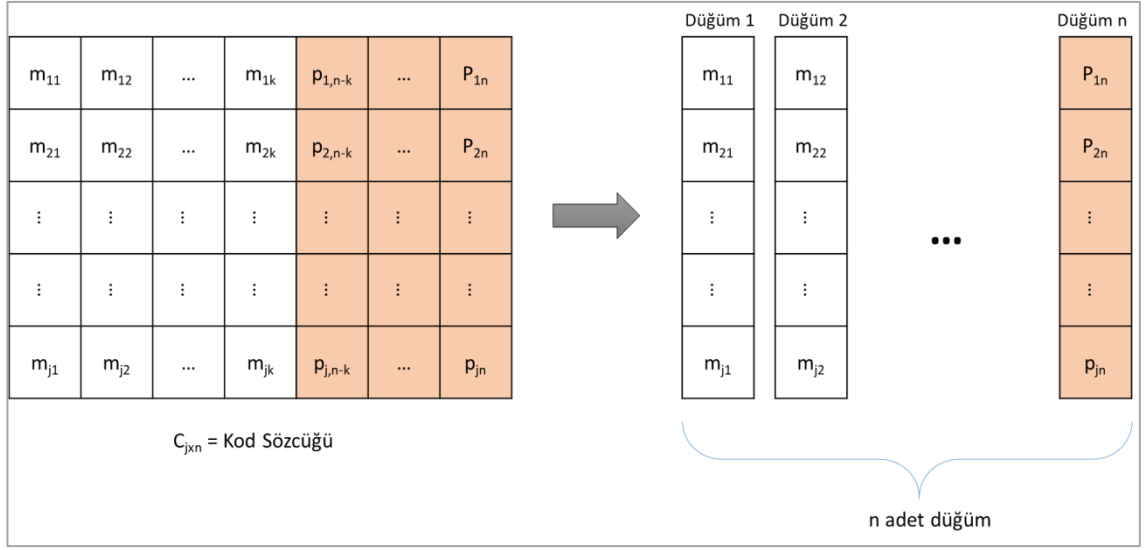 Düğüm 1 Düğüm 2 Düğüm n
m₁₁ m₁₂ ... m₁ₖ p₁,ₙ₋ₖ ... P₁ₙ m₁₁ m₁₂ P₁ₙ
m₂₁ m₂₂ ... m₂ₖ p₂,ₙ₋ₖ ... P₂ₙ m₂₁ m₂₂ P₂ₙ
⋮ ⋮ ⋮ ⋮ ⋮ ⋮ ⋮ ⋮ ⋮ ... ⋮
⋮ ⋮ ⋮ ⋮ ⋮ ⋮ ⋮ ⋮ ⋮ ⋮
mⱼ₁ mⱼ₂ ... mⱼₖ pⱼ,ₙ₋ₖ ... pⱼₙ mⱼ₁ mⱼ₂ pⱼₙ
Cⱼₓₙ = Kod Sözcüğü
n adet düğüm